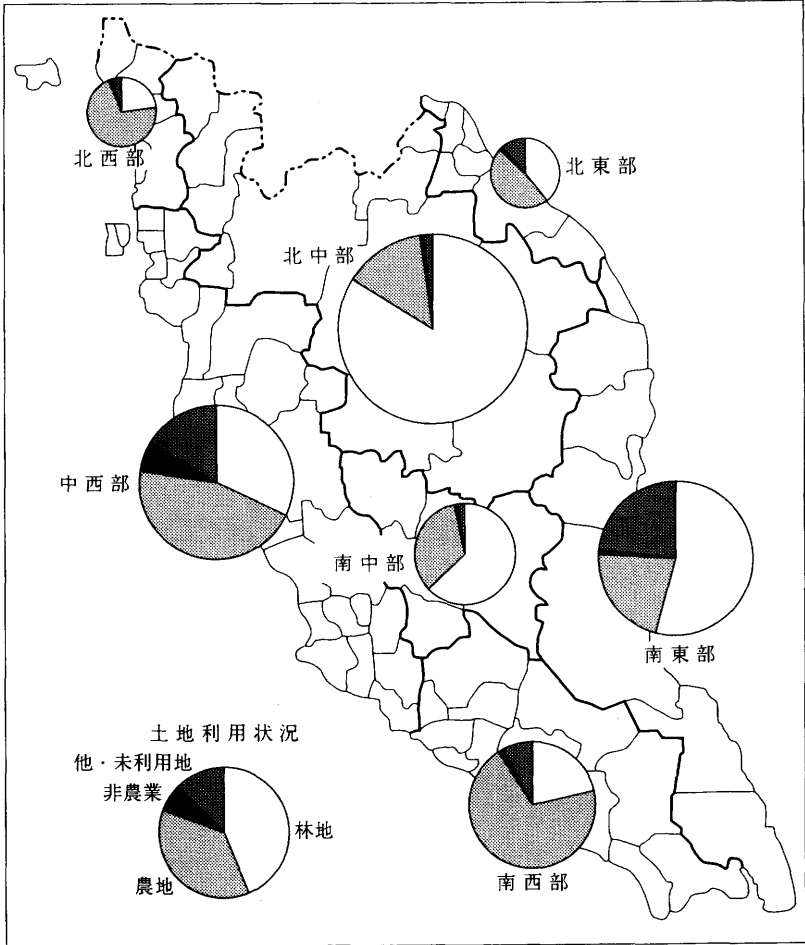 北西部
北東部
北中部
中西部
南中部
南東部
土地利用状況
他・未利用地
非農業
林地
農地
南西部